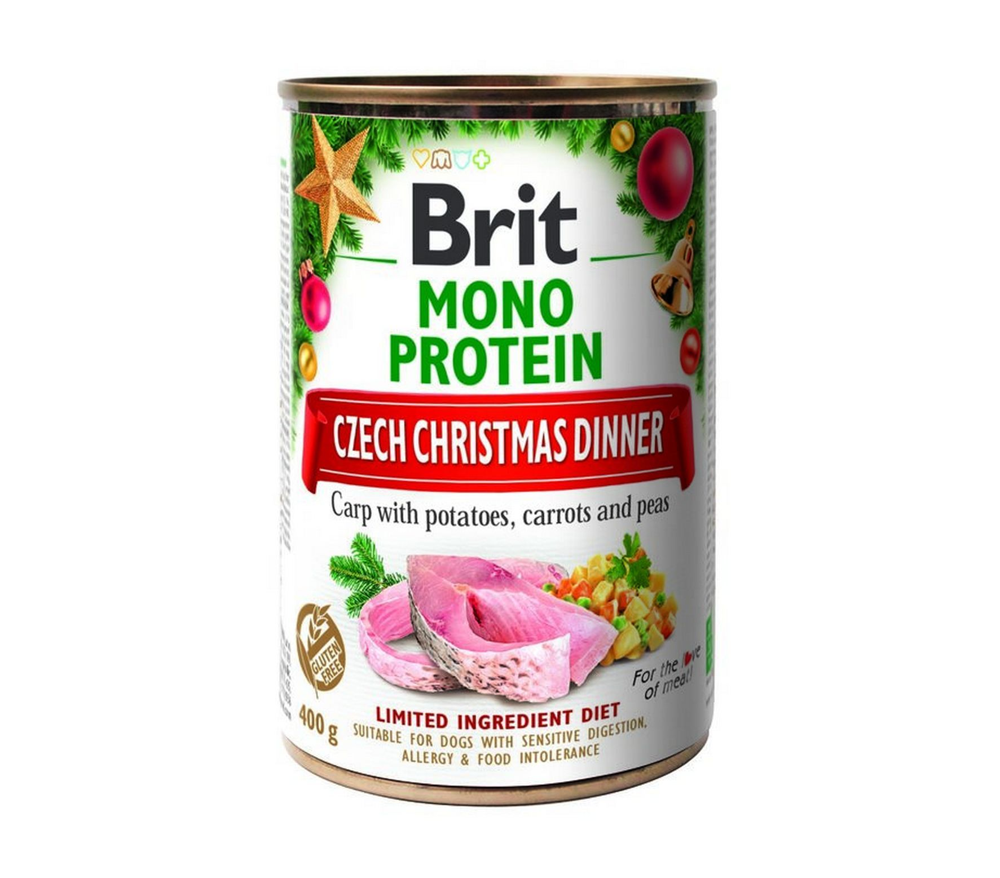 Brit
MONO
PROTEIN
CZECH CHRISTMAS DINNER
Carp with potatoes, carrots and peas
GLUTEN
FREE
For the love
of meat!
400 g
LIMITED INGREDIENT DIET
SUITABLE FOR DOGS WITH SENSITIVE DIGESTION,
ALLERGY & FOOD INTOLERANCE